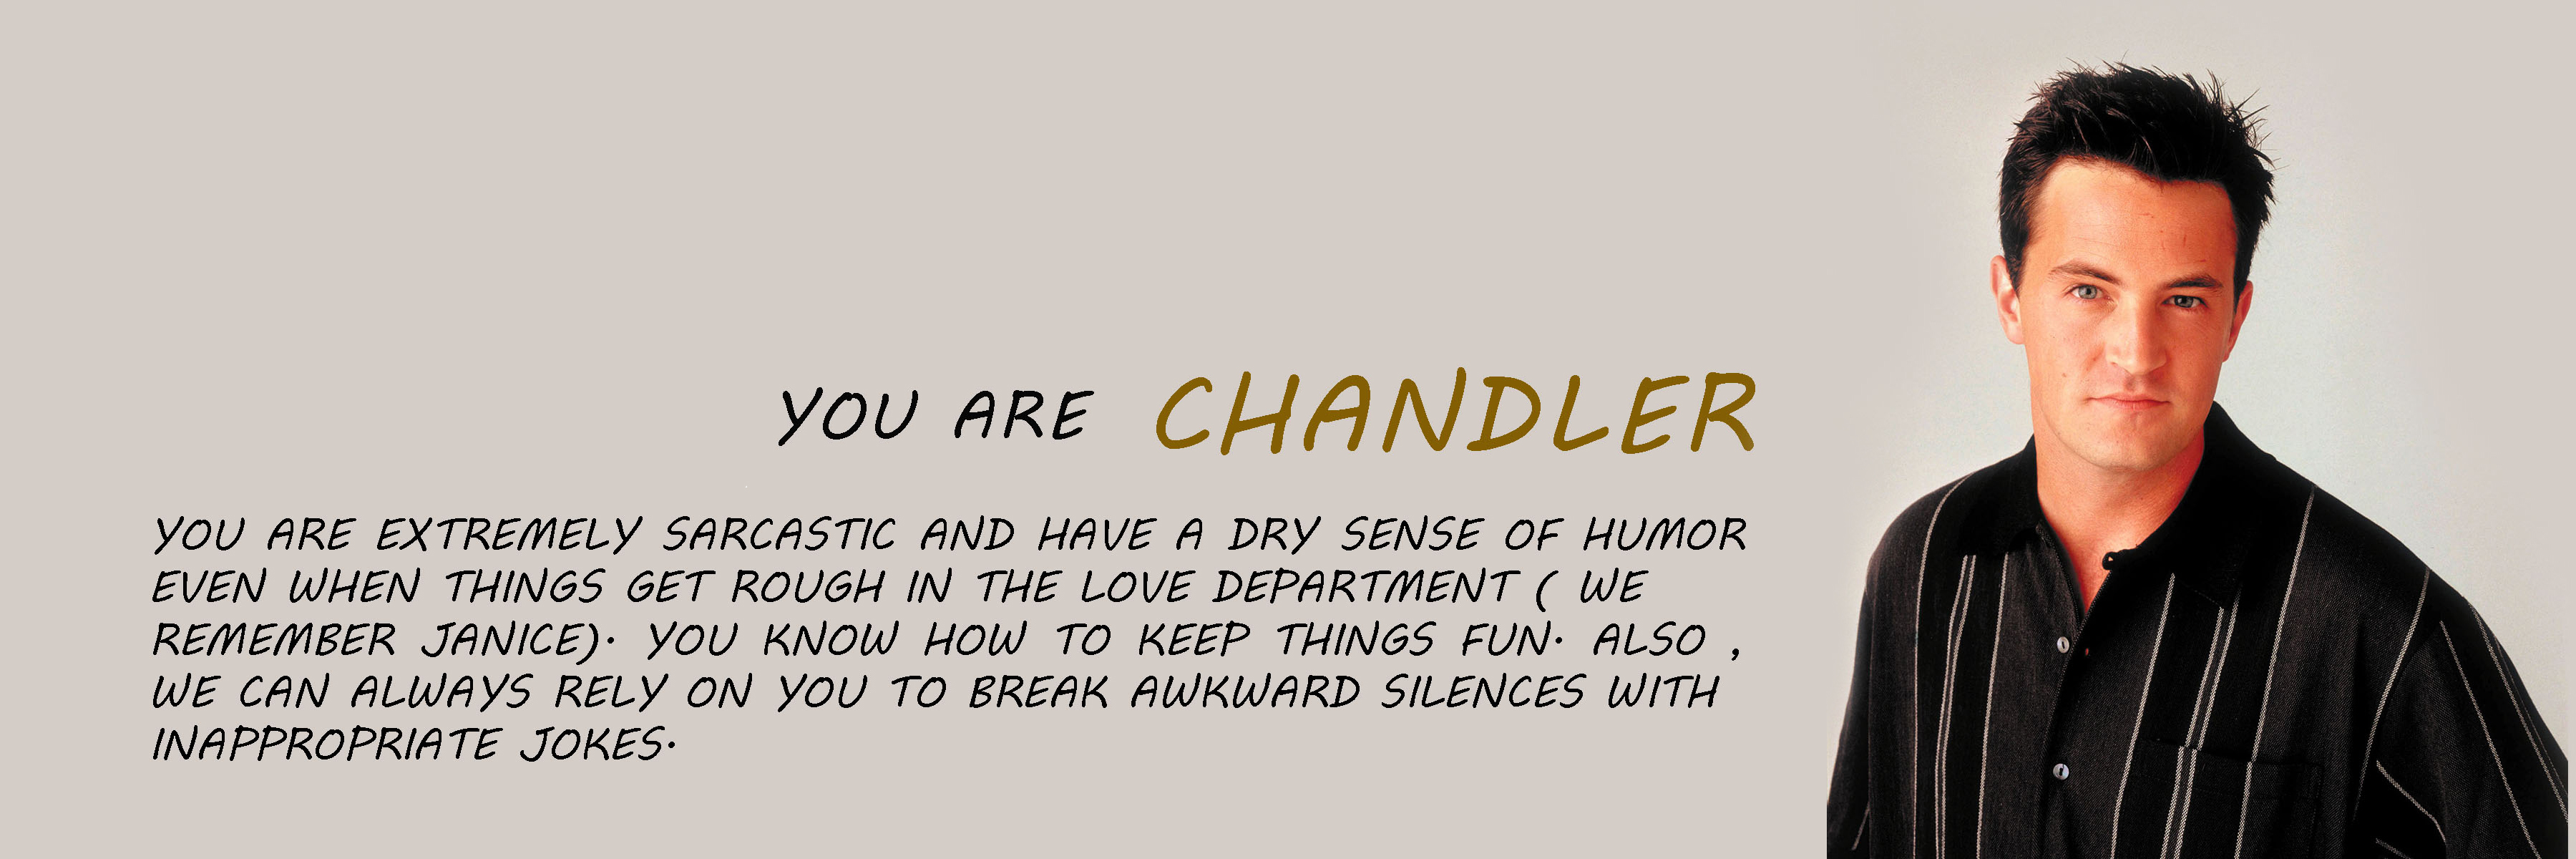 YOU ARE CHANDLER
YOU ARE EXTREMELY SARCASTIC AND HAVE A DRY SENSE OF HUMOR
EVEN WHEN THINGS GET ROUGH IN THE LOVE DEPARTMENT ( WE
REMEMBER JANICE). YOU KNOW HOW TO KEEP THINGS FUN. ALSO ,
WE CAN ALWAYS RELY ON YOU TO BREAK AWKWARD SILENCES WITH
INAPPROPRIATE JOKES.